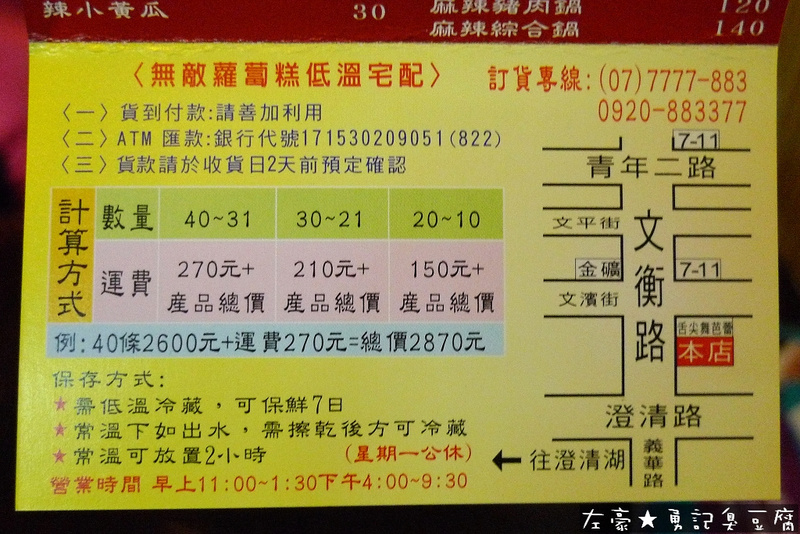 辣小黃瓜 30
麻辣豬肉鍋 120
麻辣綜合鍋 140
〈無敵蘿蔔糕低溫宅配〉
訂貨專線:(07)7777-883
0920-883377
〈一〉貨到付款:請善加利用
〈二〉ATM 匯款:銀行代號171530209051(822)
〈三〉貨款請於收貨日2天前預定確認
計算方式
數量 40~31 30~21 20~10
運費 270元+產品總價 210元+產品總價 150元+產品總價
例:40條2600元+運費270元=總價2870元
保存方式:
★需低溫冷藏,可保鮮7日
★常溫下如出水,需擦乾後方可冷藏
★常溫可放置2小時 (星期一公休)
營業時間 早上11:00~1:30下午4:00~9:30
7-11
青年二路
文平街
文衡路
金礦
7-11
文濱街
舌尖舞芭蕾
本店
澄清路
往澄清湖
義華路
左豪★勇記臭豆腐